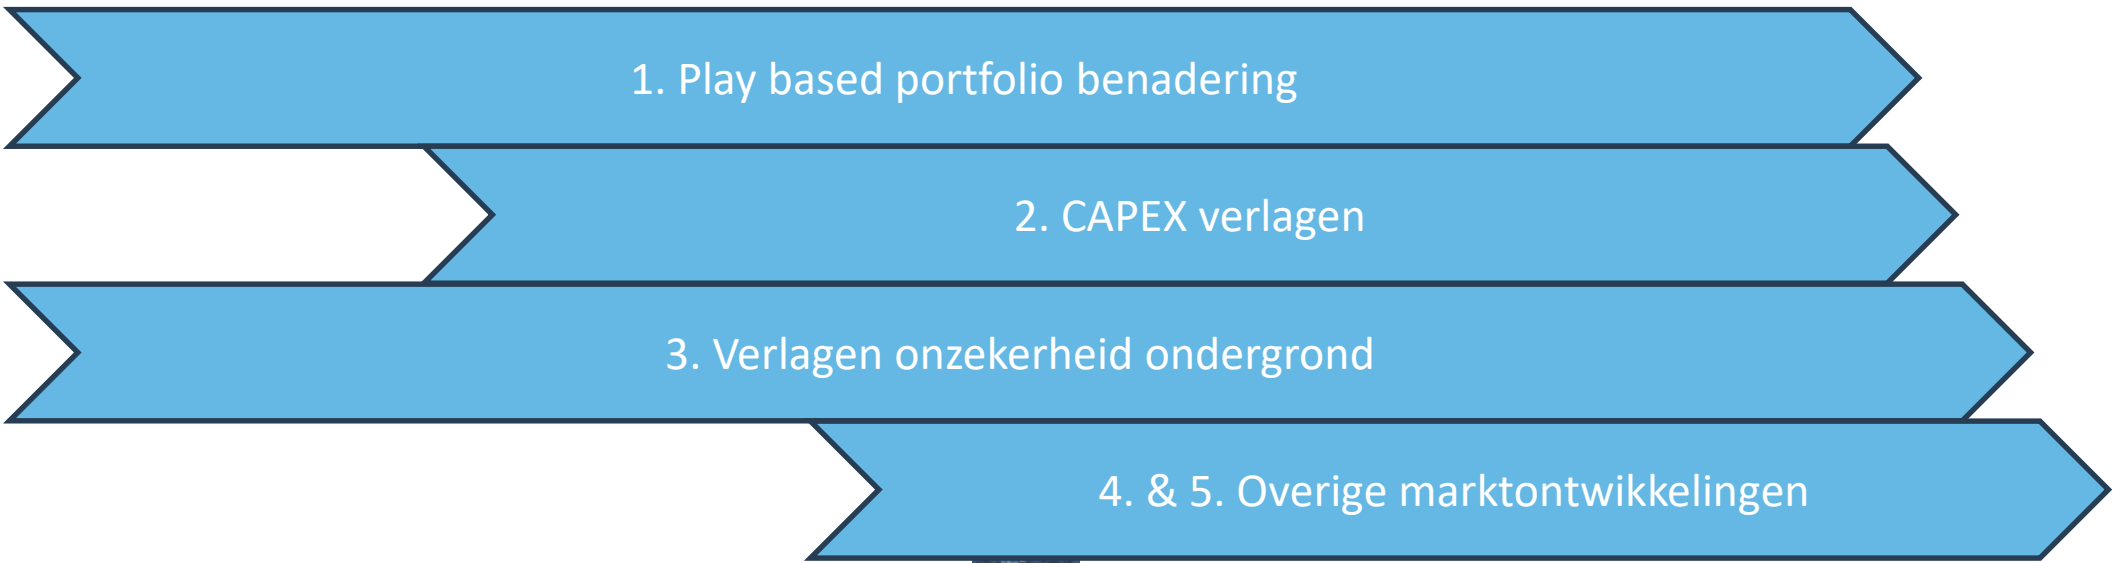 1. Play based portfolio benadering
2. CAPEX verlagen
3. Verlagen onzekerheid ondergrond
4. & 5. Overige marktontwikkelingen